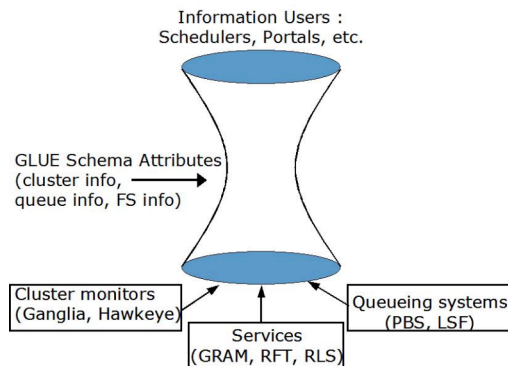 Information Users :
Schedulers, Portals, etc.
GLUE Schema Attributes
(cluster info,
queue info, FS info)
Cluster monitors
(Ganglia, Hawkeye)
Services
(GRAM, RFT, RLS)
Queueing systems
(PBS, LSF)